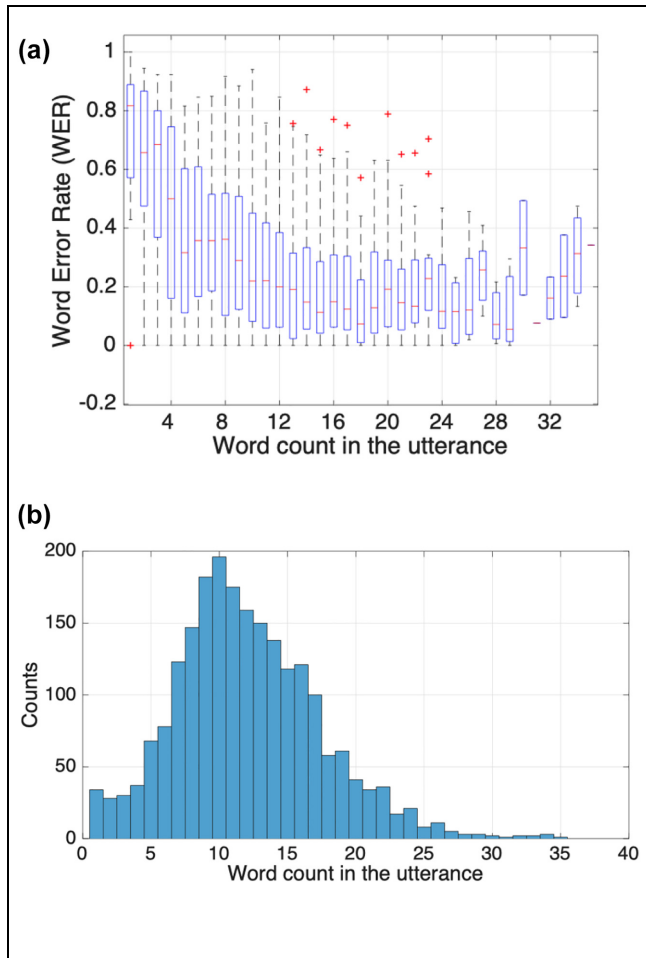 (a)
Word Error Rate (WER)
1
0.8
0.6
0.4
0.2
0
-0.2
4 8 12 16 20 24 28 32
Word count in the utterance
(b)
Counts
200
150
100
50
0
0 5 10 15 20 25 30 35 40
Word count in the utterance